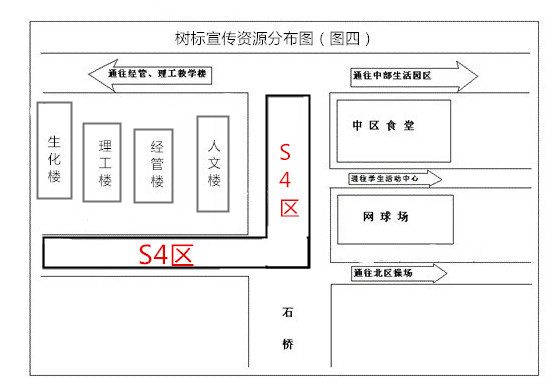 树标宣传资源分布图（图四）
通往经管、理工教学楼
通往中部生活园区
生化楼
理工楼
经管楼
人文楼
S4区
中区食堂
通往学生活动中心
网球场
S4区
通往北区操场
石桥